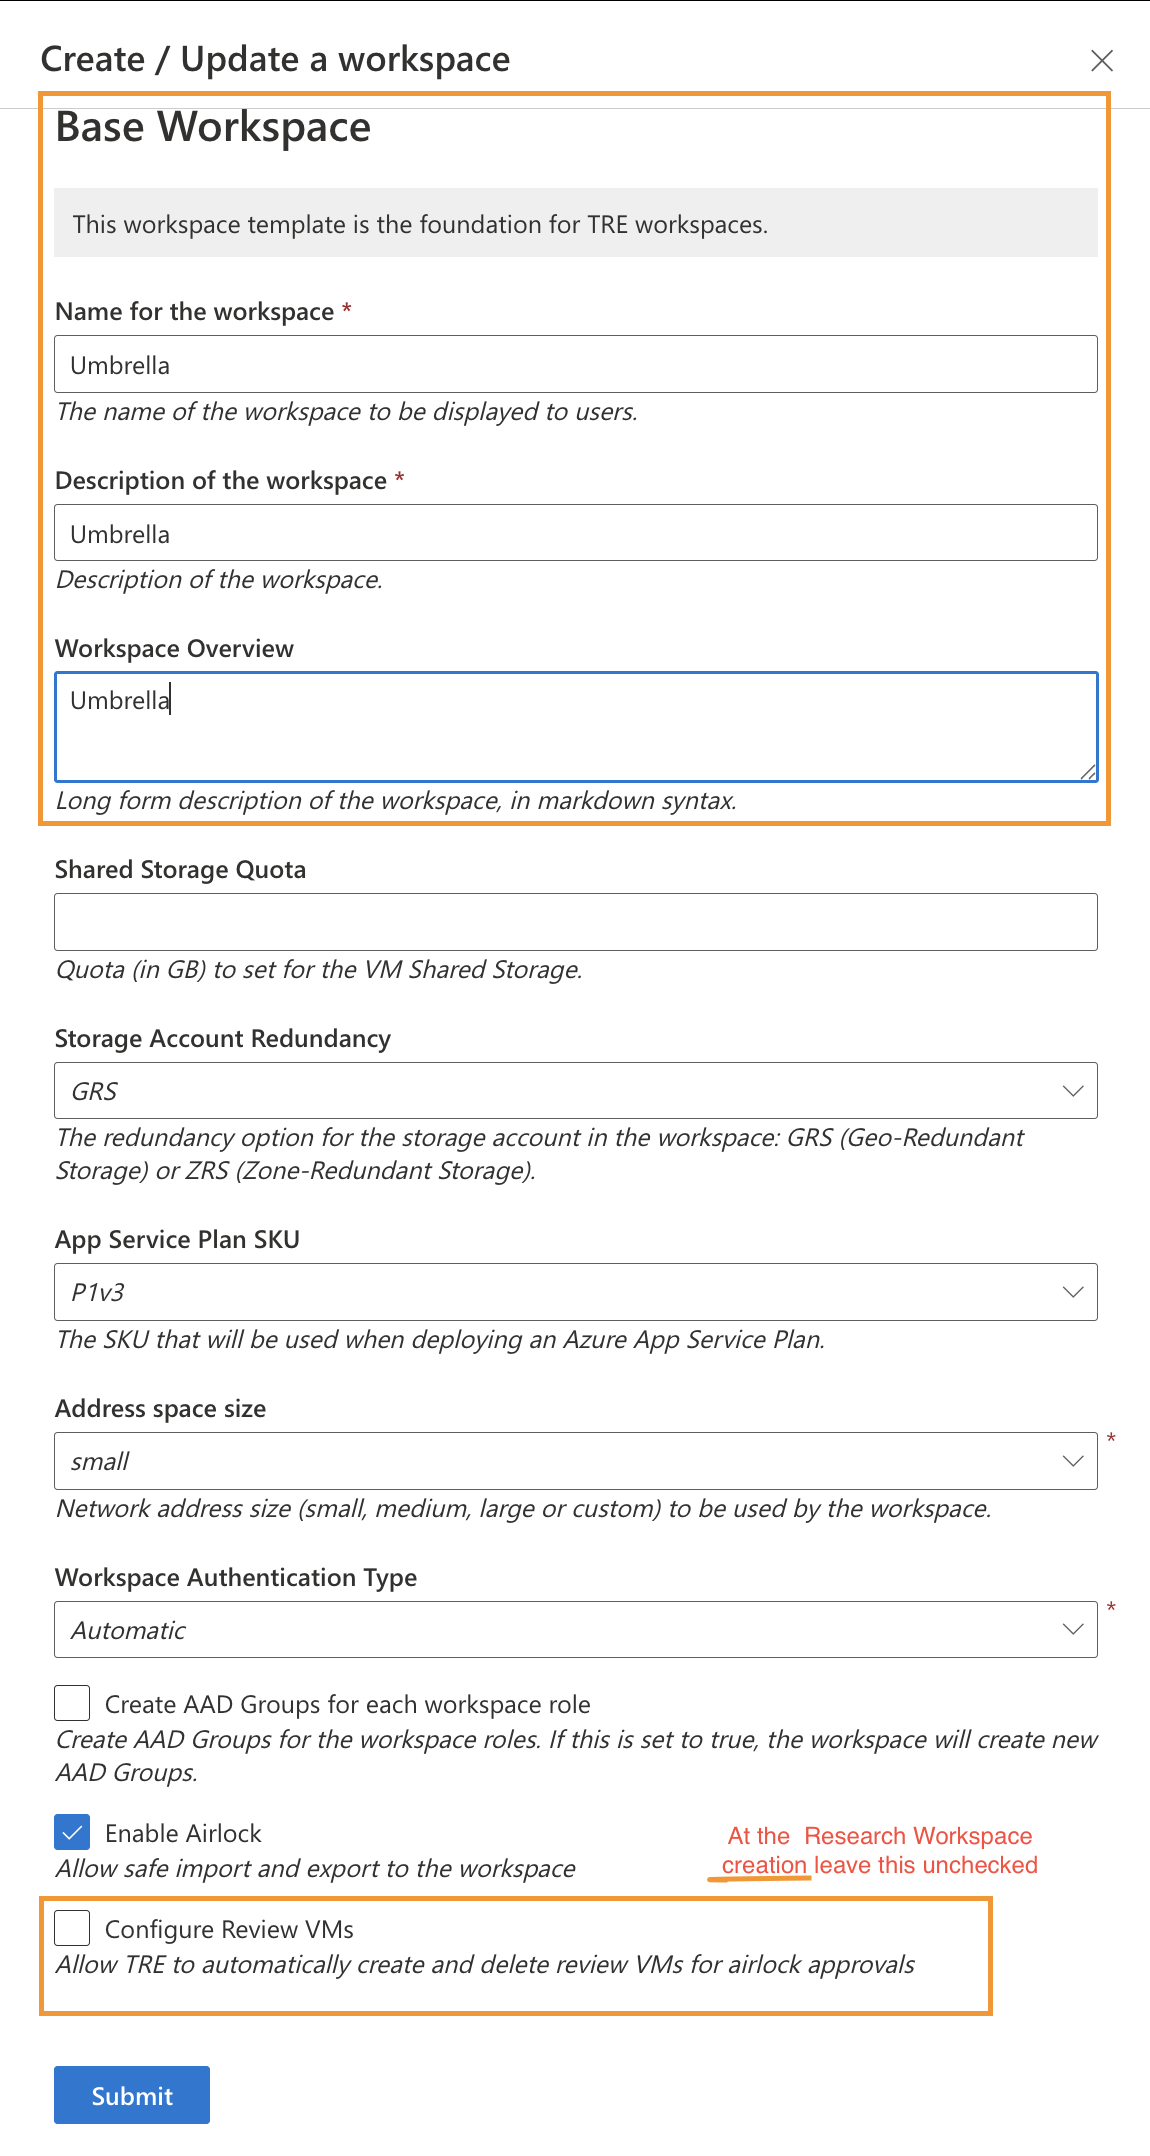 Create / Update a workspace
Base Workspace
This workspace template is the foundation for TRE workspaces.
Name for the workspace *
Umbrella
The name of the workspace to be displayed to users.
Description of the workspace *
Umbrella
Description of the workspace.
Workspace Overview
Umbrella
Long form description of the workspace, in markdown syntax.
Shared Storage Quota
Quota (in GB) to set for the VM Shared Storage.
Storage Account Redundancy
GRS
The redundancy option for the storage account in the workspace: GRS (Geo-Redundant
Storage) or ZRS (Zone-Redundant Storage).
App Service Plan SKU
P1v3
The SKU that will be used when deploying an Azure App Service Plan.
Address space size
small *
Network address size (small, medium, large or custom) to be used by the workspace.
Workspace Authentication Type
Automatic *
Create AAD Groups for each workspace role
Create AAD Groups for the workspace roles. If this is set to true, the workspace will create new
AAD Groups.
Enable Airlock
Allow safe import and export to the workspace
At the Research Workspace
creation leave this unchecked
Configure Review VMs
Allow TRE to automatically create and delete review VMs for airlock approvals
Submit